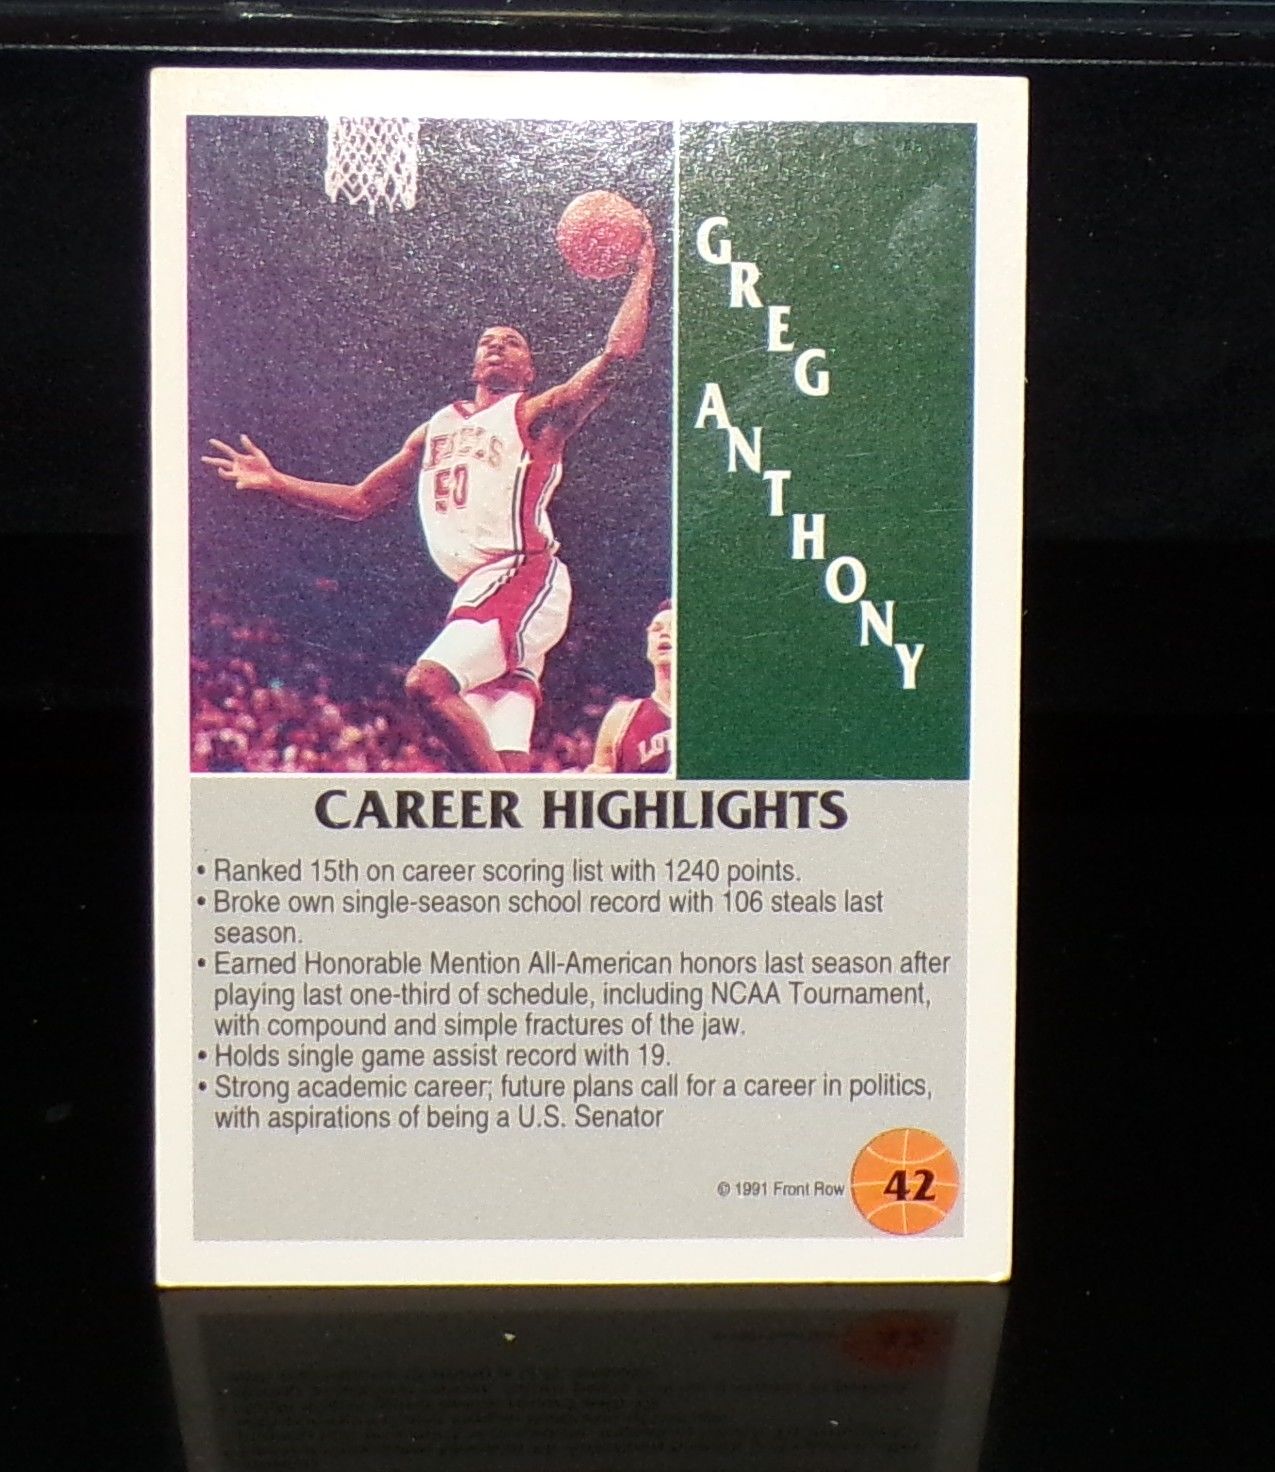 GREG
ANTHONY
REBELS
50
LOY
CAREER HIGHLIGHTS
• Ranked 15th on career scoring list with 1240 points.
• Broke own single-season school record with 106 steals last
season.
• Earned Honorable Mention All-American honors last season after
playing last one-third of schedule, including NCAA Tournament,
with compound and simple fractures of the jaw.
• Holds single game assist record with 19.
• Strong academic career; future plans call for a career in politics,
with aspirations of being a U.S. Senator
© 1991 Front Row
42